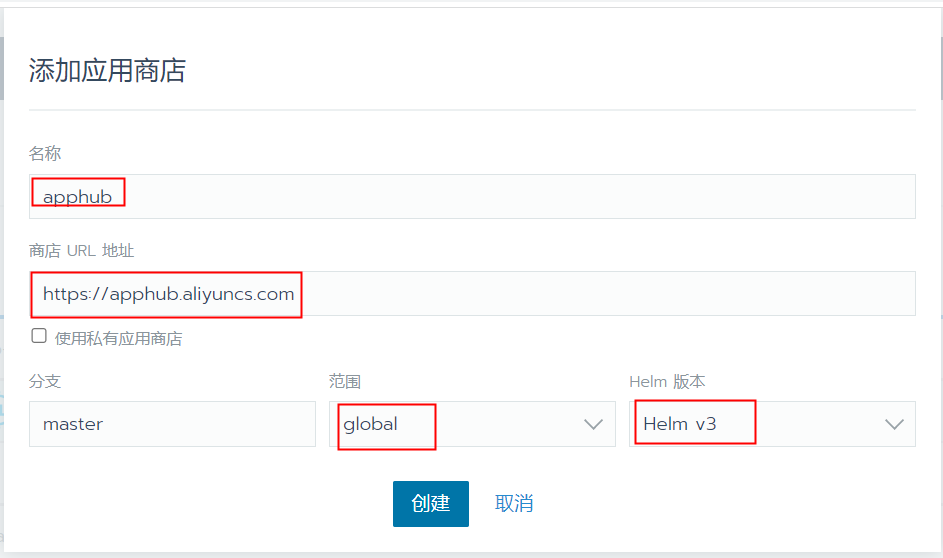 添加应用商店
名称
apphub
商店 URL 地址
https://apphub.aliyuncs.com
使用私有应用商店
分支 范围 Helm 版本
master global Helm v3
创建 取消